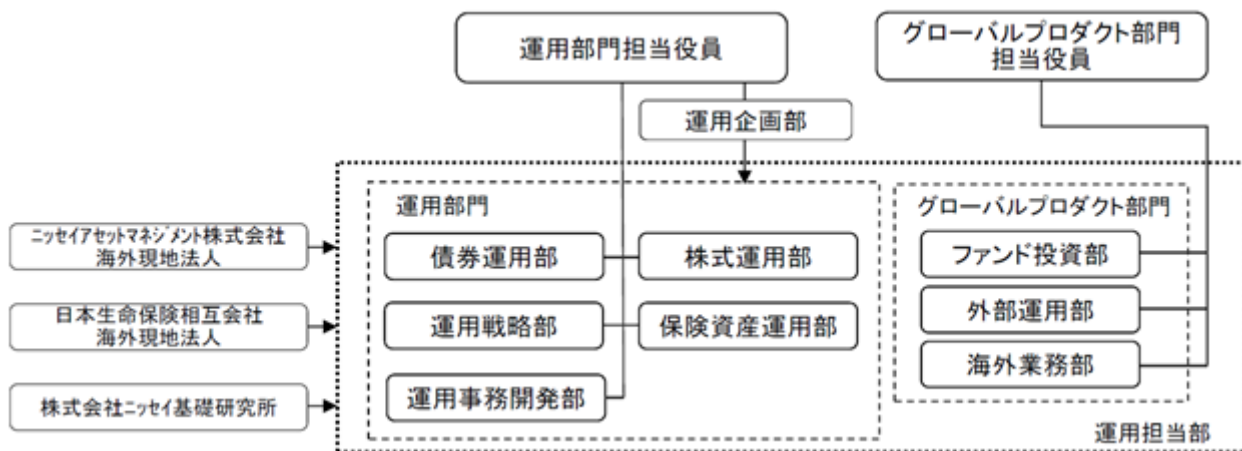 運用部門担当役員
グローバルプロダクト部門
担当役員
運用企画部
運用部門
グローバルプロダクト部門
ニッセイアセットマネジメント株式会社
海外現地法人
債券運用部
株式運用部
ファンド投資部
日本生命保険相互会社
海外現地法人
運用戦略部
保険資産運用部
外部運用部
海外業務部
株式会社ニッセイ基礎研究所
運用事務開発部
運用担当部